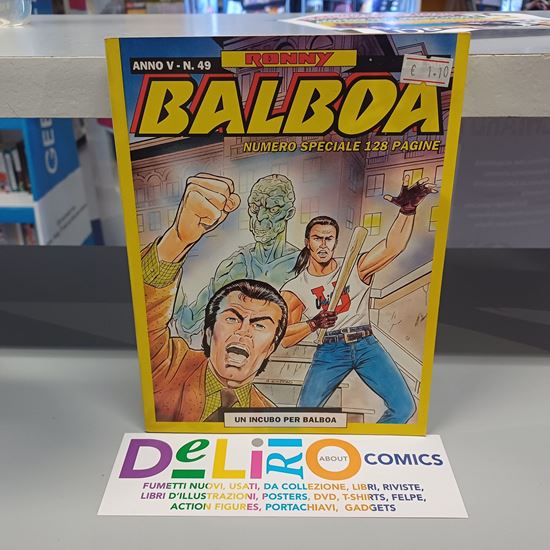 ANNO V - N. 49
RONNY
€ 1.10
BALBOA
NUMERO SPECIALE 128 PAGINE
UN INCUBO PER BALBOA
DeLiRiO ABOUT COMICS
FUMETTI NUOVI, USATI, DA COLLEZIONE, LIBRI, RIVISTE,
LIBRI D'ILLUSTRAZIONI, POSTERS, DVD, T-SHIRTS, FELPE,
ACTION FIGURES, PORTACHIAVI, GADGETS